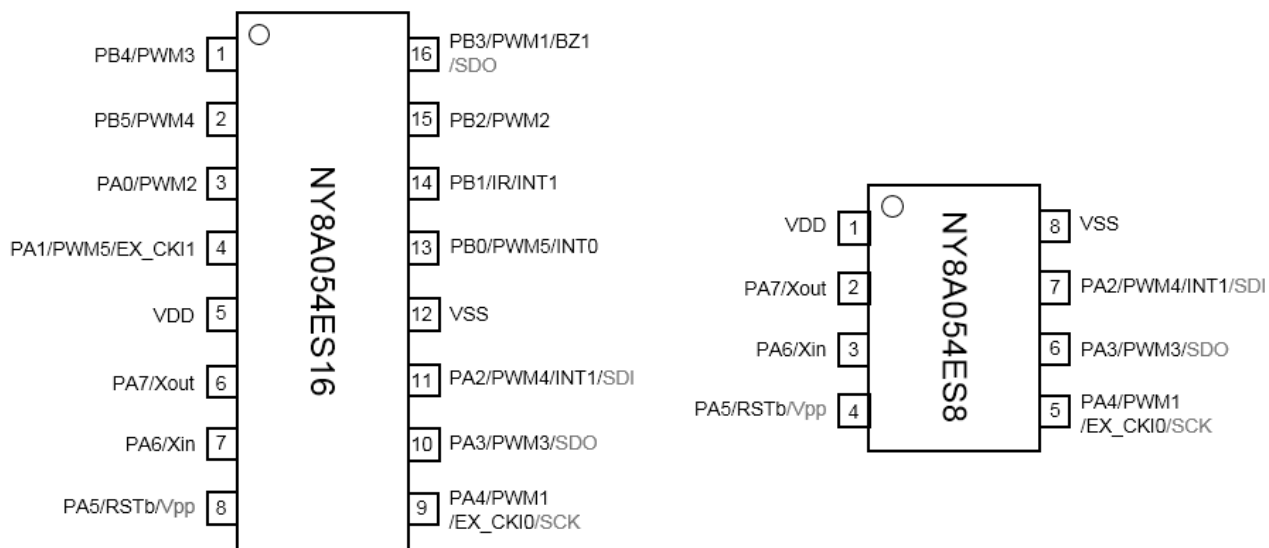 PB4/PWM3 1
PB5/PWM4 2
PA0/PWM2 3
PA1/PWM5/EX_CKI1 4
VDD 5
PA7/Xout 6
PA6/Xin 7
PA5/RSTb/Vpp 8
NY8A054ES16
16 PB3/PWM1/BZ1
/SDO
15 PB2/PWM2
14 PB1/IR/INT1
13 PB0/PWM5/INT0
12 VSS
11 PA2/PWM4/INT1/SDI
10 PA3/PWM3/SDO
9 PA4/PWM1
/EX_CKI0/SCK
VDD 1
PA7/Xout 2
PA6/Xin 3
PA5/RSTb/Vpp 4
NY8A054ES8
8 VSS
7 PA2/PWM4/INT1/SDI
6 PA3/PWM3/SDO
5 PA4/PWM1
/EX_CKI0/SCK